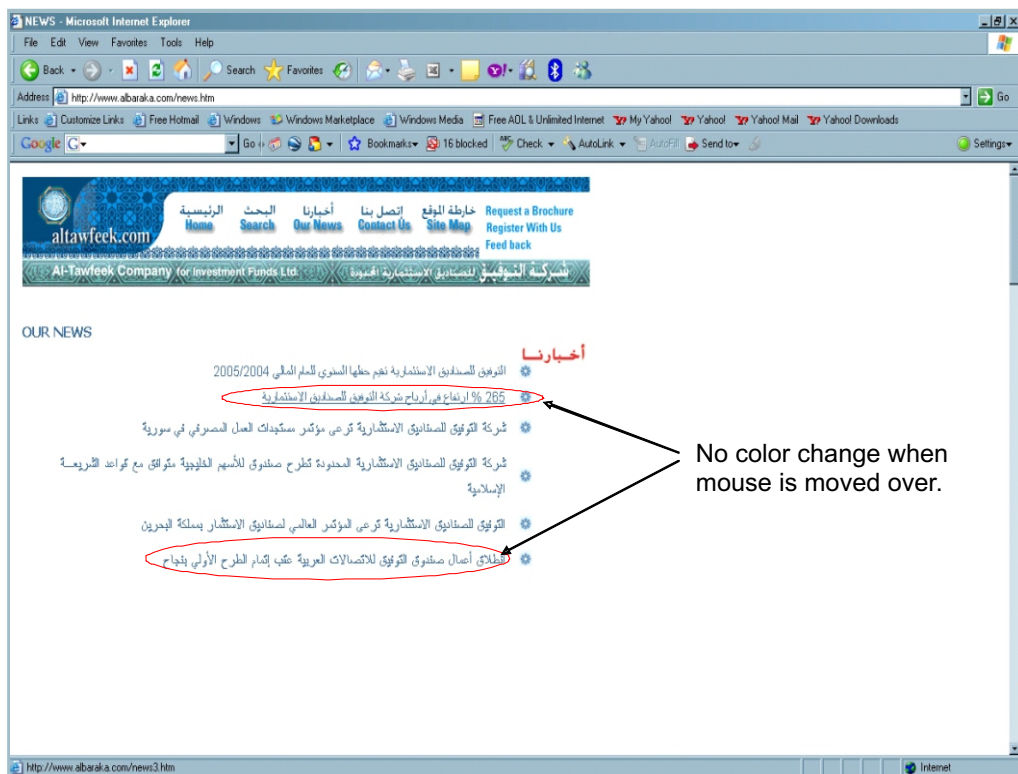 NEWS - Microsoft Internet Explorer
File Edit View Favorites Tools Help
Back Search Favorites
Address http://www.albaraka.com/news.htm Go
Links Customize Links Free Hotmail Windows Windows Marketplace Windows Media Free AOL & Unlimited Internet My Yahoo! Yahoo! Yahoo! Mail Yahoo! Downloads
Google G Go Bookmarks 16 blocked Check AutoLink AutoFill Send to Settings
الرئيسية البحث أخبارنا اتصل بنا خارطة الموقع Request a Brochure
Home Search Our News Contact Us Site Map Register With Us
altawfeek.com Feed back
Al-Tawfeek Company for Investment Funds Ltd. شركة التوفيق للصناديق الاستثمارية المحدودة
OUR NEWS
أخبارنــا
التوفيق للصناديق الاستثمارية تقيم حفلها السنوي للعام المالي 2005/2004
265 % ارتفاع في أرباح شركة التوفيق للصناديق الاستثمارية
شركة التوفيق للصناديق الاستثمارية ترعى مؤتمر مستجدات العمل المصرفي في سورية
شركة التوفيق للصناديق الاستثمارية المحدودة تطرح صندوق للأسهم الخليجية متوافق مع قواعد الشريعــة
الإسلامية
التوفيق للصناديق الاستثمارية ترعى المؤتمر العالمي لصناديق الاستثمار بمملكة البحرين
انطلاق أعمال صندوق التوفيق للاتصالات العربية عقب إتمام الطرح الأولي بنجاح
No color change when
mouse is moved over.
http://www.albaraka.com/news3.htm Internet